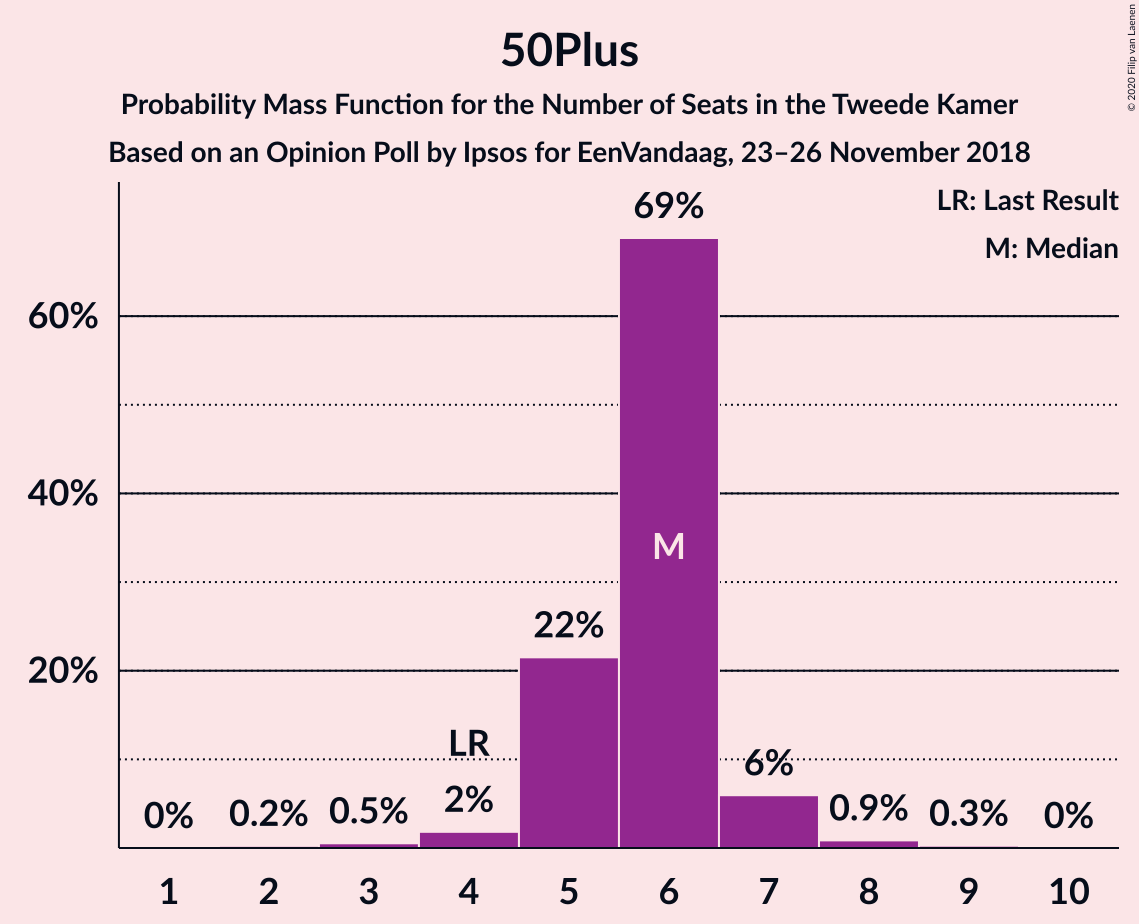 50Plus
Probability Mass Function for the Number of Seats in the Tweede Kamer
Based on an Opinion Poll by Ipsos for EenVandaag, 23–26 November 2018
© 2020 Filip van Laenen
LR: Last Result
M: Median
60%
40%
20%
0%
0.2%
0.5%
LR
2%
22%
69%
M
6%
0.9%
0.3%
0%
1 2 3 4 5 6 7 8 9 10